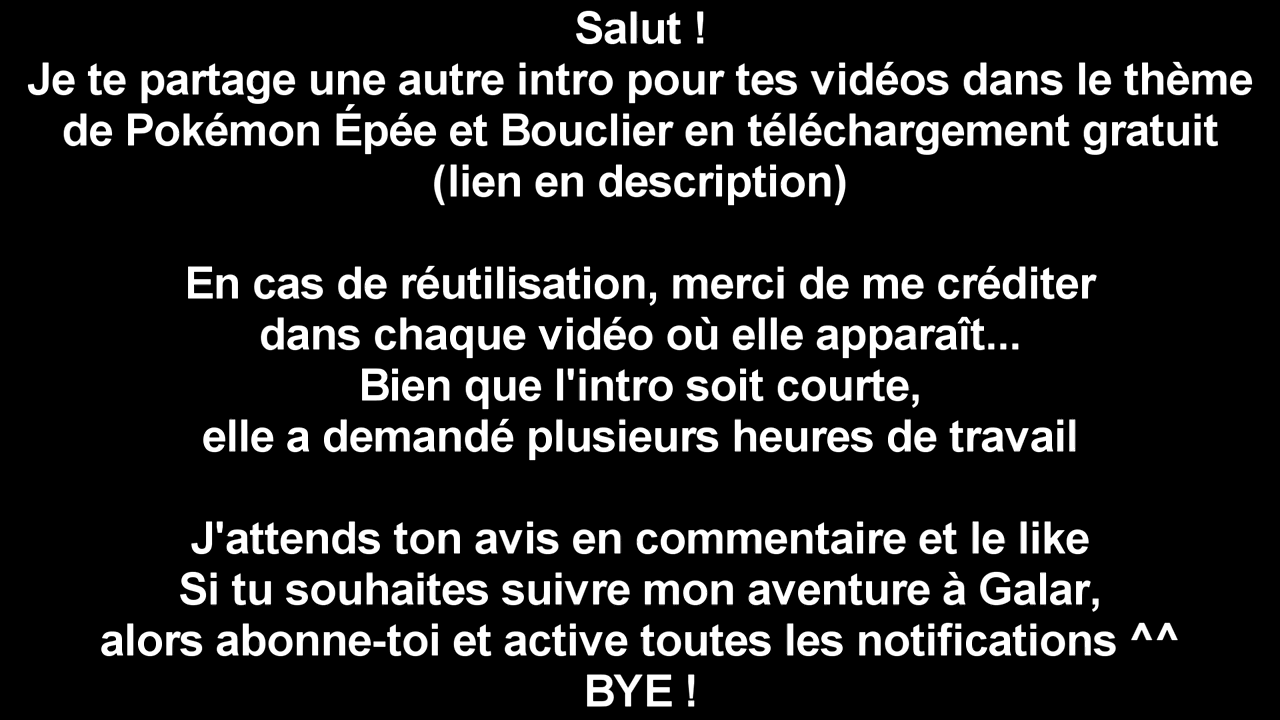 Salut !
Je te partage une autre intro pour tes vidéos dans le thème
de Pokémon Épée et Bouclier en téléchargement gratuit
(lien en description)
En cas de réutilisation, merci de me créditer
dans chaque vidéo où elle apparaît...
Bien que l'intro soit courte,
elle a demandé plusieurs heures de travail
J'attends ton avis en commentaire et le like
Si tu souhaites suivre mon aventure à Galar,
alors abonne-toi et active toutes les notifications ^^
BYE !